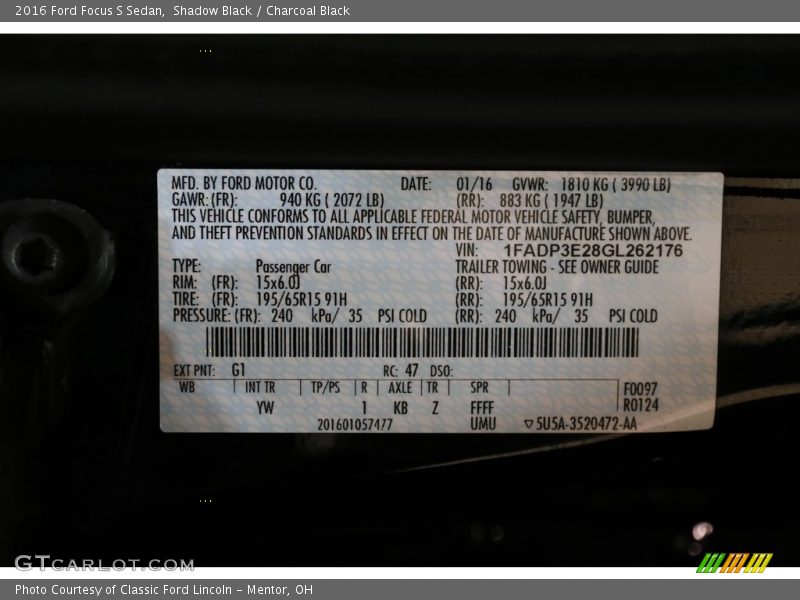 2016 Ford Focus S Sedan, Shadow Black / Charcoal Black
MFD. BY FORD MOTOR CO. DATE: 01/16 GVWR: 1810 KG ( 3990 LB)
GAWR: (FR): 940 KG ( 2072 LB) (RR): 883 KG ( 1947 LB)
THIS VEHICLE CONFORMS TO ALL APPLICABLE FEDERAL MOTOR VEHICLE SAFETY, BUMPER,
AND THEFT PREVENTION STANDARDS IN EFFECT ON THE DATE OF MANUFACTURE SHOWN ABOVE.
VIN: 1FADP3E28GL262176
TYPE: Passenger Car TRAILER TOWING - SEE OWNER GUIDE
RIM: (FR): 15x6.0J (RR): 15x6.0J
TIRE: (FR): 195/65R15 91H (RR): 195/65R15 91H
PRESSURE: (FR): 240 kPa/ 35 PSI COLD (RR): 240 kPa/ 35 PSI COLD
EXT PNT: G1 RC: 47 DSO:
WB INT TR TP/PS R AXLE TR SPR F0097
YW 1 KB Z FFFF R0124
201601057477 UMU ▽5U5A-3520472-AA
GTCARLOT.COM
Photo Courtesy of Classic Ford Lincoln – Mentor, OH